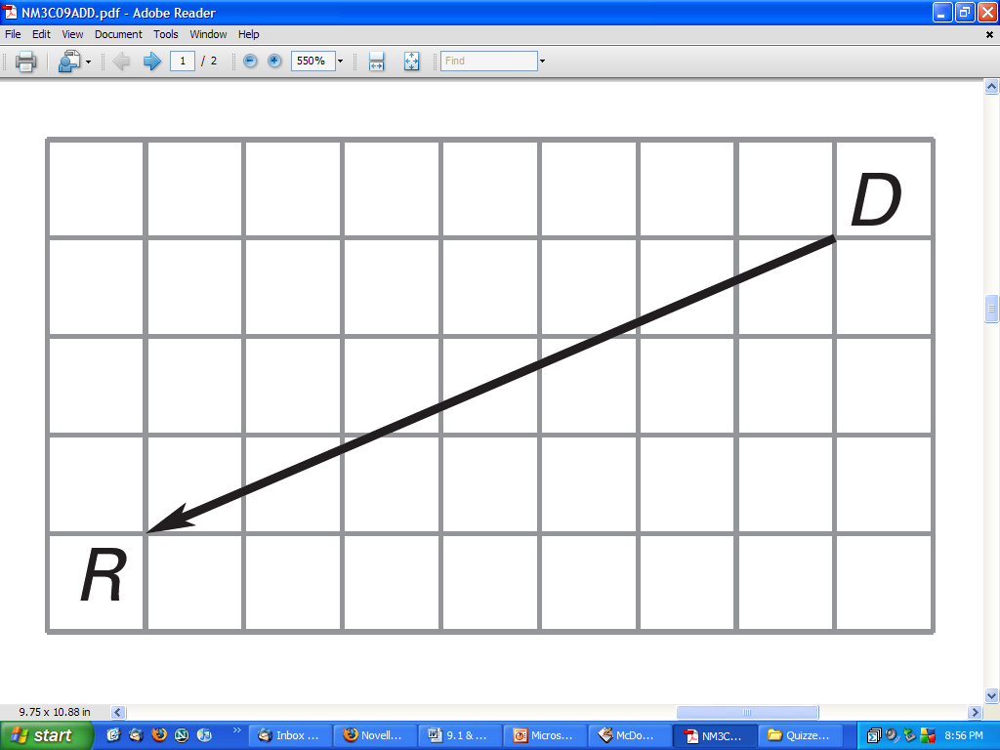 NM3C09ADD.pdf - Adobe Reader
File Edit View Document Tools Window Help
1 / 2 550% Find
D
R
9.75 x 10.88 in
start Inbox ... Novell... 9.1 & ... Micros... McDo... NM3C... Quizze... 8:56 PM